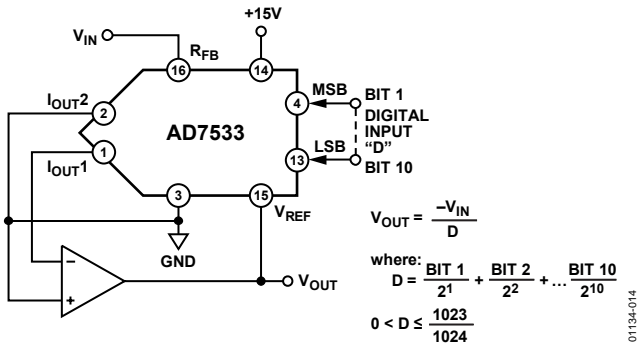 +15V
V_IN
R_FB
16
14
MSB
4
BIT 1
DIGITAL
INPUT
“D”
I_OUT2
2
AD7533
LSB
13
BIT 10
1
I_OUT1
3
15
V_REF
GND
–
+
V_OUT
V_OUT = –V_IN / D
where:
D = BIT 1 / 2^1 + BIT 2 / 2^2 + … BIT 10 / 2^10
0 < D ≤ 1023 / 1024
01134-014